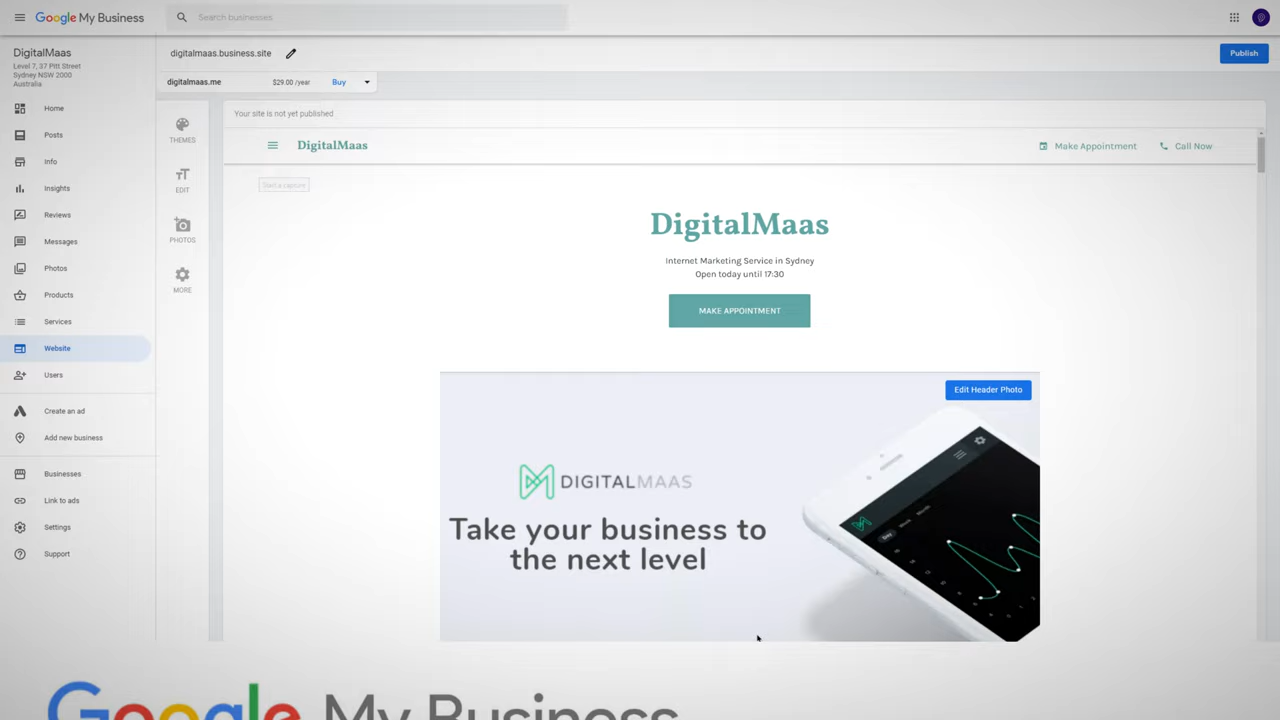 Google My Business
Search businesses
DigitalMaas
Level 7, 37 Pitt Street
Sydney NSW 2000
Australia
Home
Posts
Info
Insights
Reviews
Messages
Photos
Products
Services
Website
Users
Create an ad
Add new business
Businesses
Link to ads
Settings
Support
digitalmaas.business.site
Publish
digitalmaas.me $29.00 /year Buy
THEMES
EDIT
PHOTOS
MORE
Your site is not yet published
DigitalMaas Make Appointment Call Now
DigitalMaas
Internet Marketing Service in Sydney
Open today until 17:30
MAKE APPOINTMENT
Edit Header Photo
DIGITALMAAS
Take your business to
the next level
Day Week Month
Google My Business